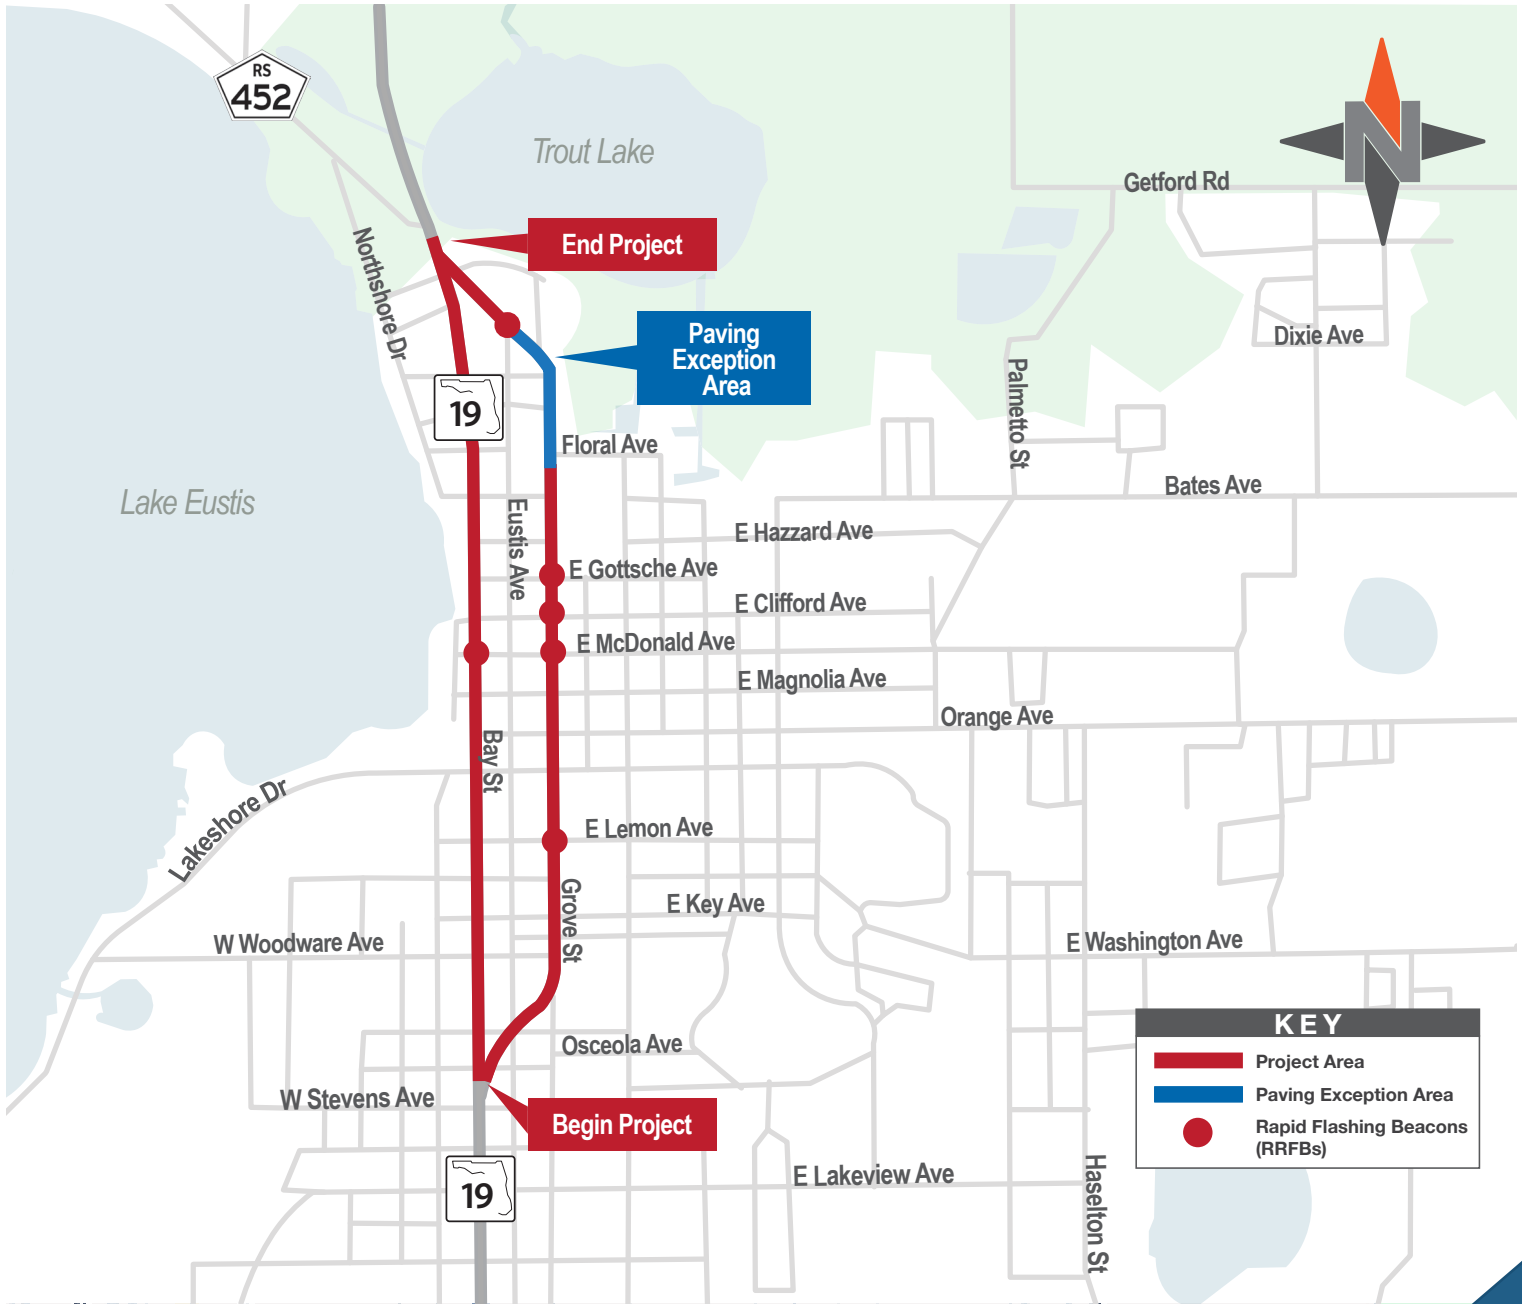 RS
452
Trout Lake
N
Getford Rd
End Project
Northshore Dr
Paving
Exception
Area
Dixie Ave
Palmetto St
19
Floral Ave
Lake Eustis
Bates Ave
Eustis Ave
E Hazzard Ave
E Gottsche Ave
E Clifford Ave
E McDonald Ave
E Magnolia Ave
Orange Ave
Bay St
Lakeshore Dr
E Lemon Ave
Grove St
E Key Ave
W Woodware Ave
E Washington Ave
Osceola Ave
W Stevens Ave
Begin Project
19
E Lakeview Ave
Haselton St
KEY
Project Area
Paving Exception Area
Rapid Flashing Beacons
(RRFBs)